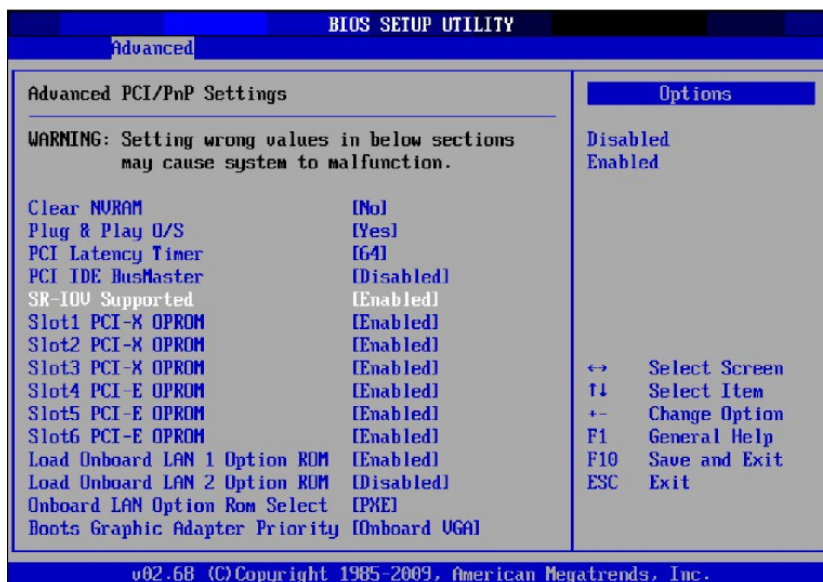 BIOS SETUP UTILITY
Advanced
Advanced PCI/PnP Settings
WARNING: Setting wrong values in below sections
may cause system to malfunction.
Clear NVRAM [No]
Plug & Play O/S [Yes]
PCI Latency Timer [64]
PCI IDE BusMaster [Disabled]
SR-IOV Supported [Enabled]
Slot1 PCI-X OPROM [Enabled]
Slot2 PCI-X OPROM [Enabled]
Slot3 PCI-X OPROM [Enabled]
Slot4 PCI-E OPROM [Enabled]
Slot5 PCI-E OPROM [Enabled]
Slot6 PCI-E OPROM [Enabled]
Load Onboard LAN 1 Option ROM [Enabled]
Load Onboard LAN 2 Option ROM [Disabled]
Onboard LAN Option Rom Select [PXE]
Boots Graphic Adapter Priority [Onboard VGA]
Options
Disabled
Enabled
↔ Select Screen
↑↓ Select Item
+- Change Option
F1 General Help
F10 Save and Exit
ESC Exit
v02.68 (C)Copyright 1985-2009, American Megatrends, Inc.